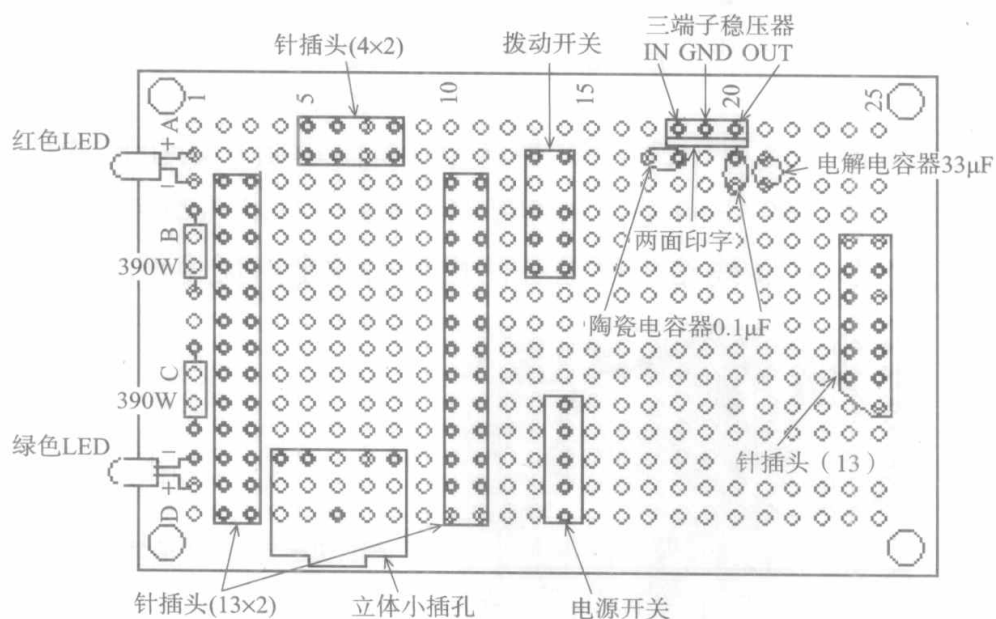 针插头(4×2)
拨动开关
三端子稳压器
IN GND OUT
1
5
10
15
20
25
红色LED
+
A
−
电解电容器33μF
B
390W
两面印字
陶瓷电容器0.1μF
C
390W
绿色LED
−
+
D
针插头（13）
针插头(13×2)
立体小插孔
电源开关